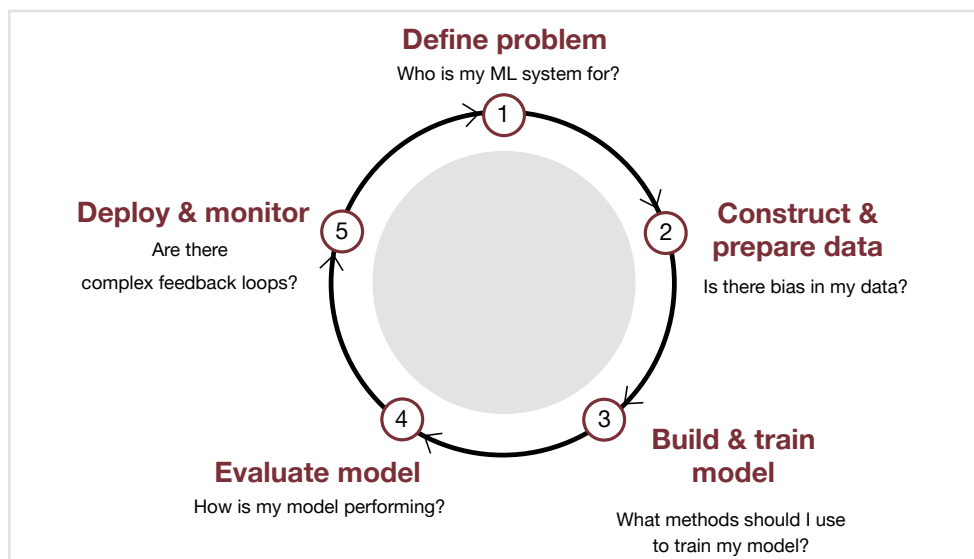 Define problem
Who is my ML system for?
1
2
Construct &
prepare data
Is there bias in my data?
3
Build & train
model
What methods should I use
to train my model?
4
Evaluate model
How is my model performing?
5
Deploy & monitor
Are there
complex feedback loops?